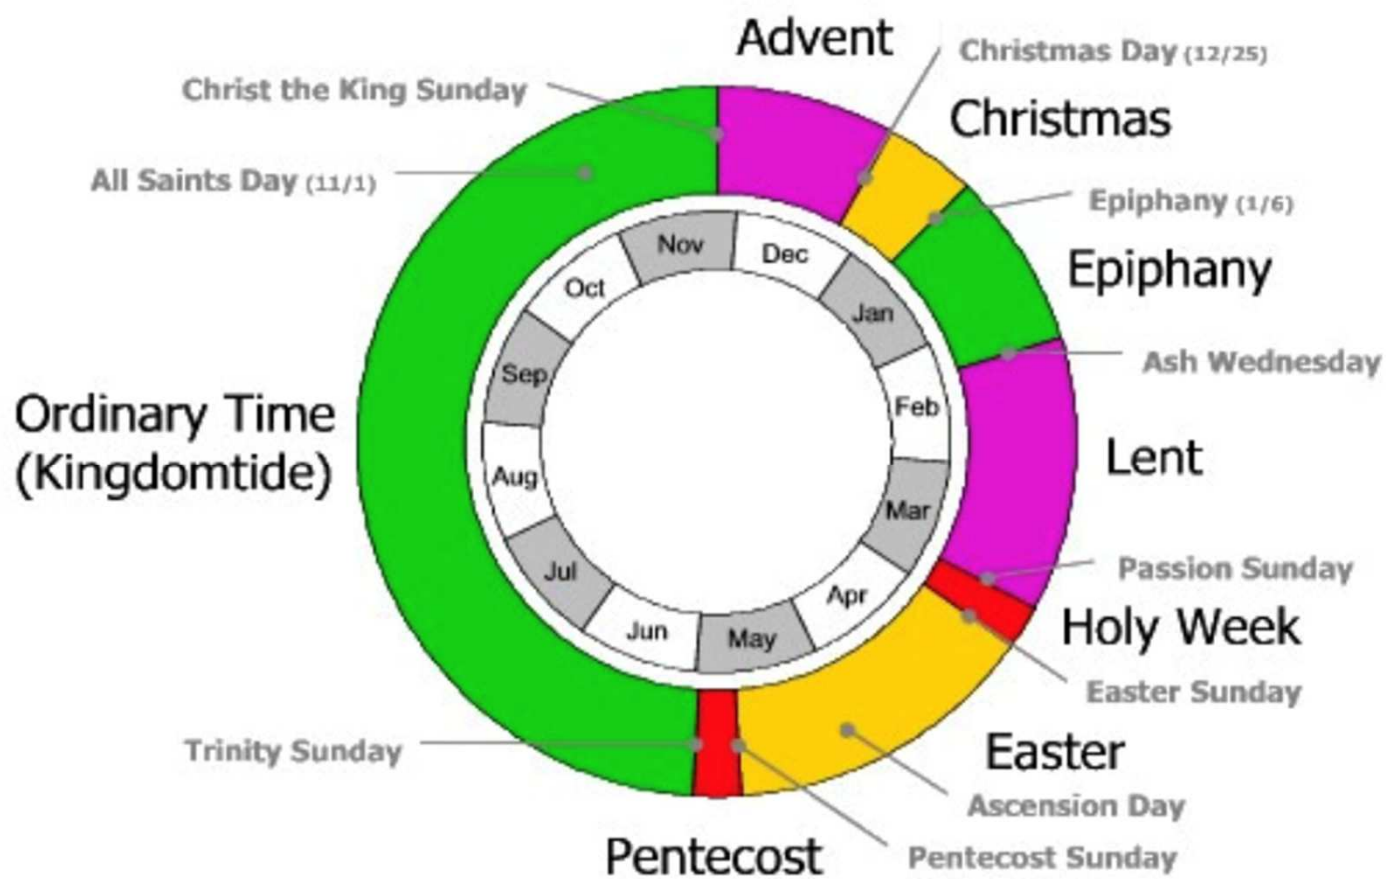 Advent
Christmas Day (12/25)
Christ the King Sunday
Christmas
All Saints Day (11/1)
Epiphany (1/6)
Epiphany
Nov
Dec
Oct
Jan
Ash Wednesday
Sep
Feb
Ordinary Time
(Kingdomtide)
Lent
Aug
Mar
Passion Sunday
Jul
Apr
Holy Week
Jun
May
Easter Sunday
Trinity Sunday
Easter
Ascension Day
Pentecost
Pentecost Sunday